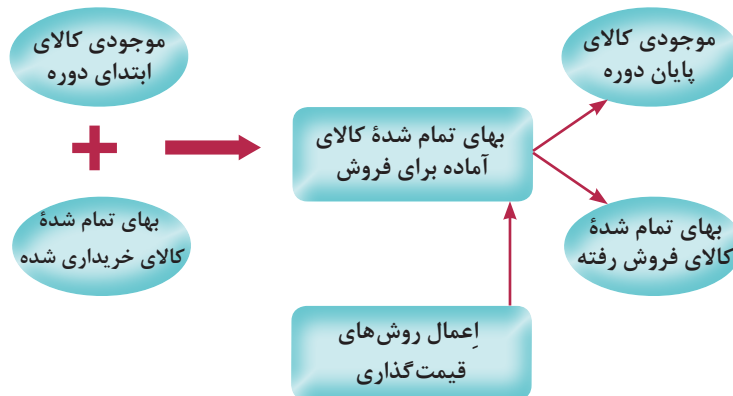 موجودی کالای
ابتدای دوره
+
بهای تمام شدهٔ
کالای خریداری شده
بهای تمام شدهٔ کالای
آماده برای فروش
اِعمال روش‌های
قیمت‌گذاری
موجودی کالای
پایان دوره
بهای تمام شدهٔ
کالای فروش رفته